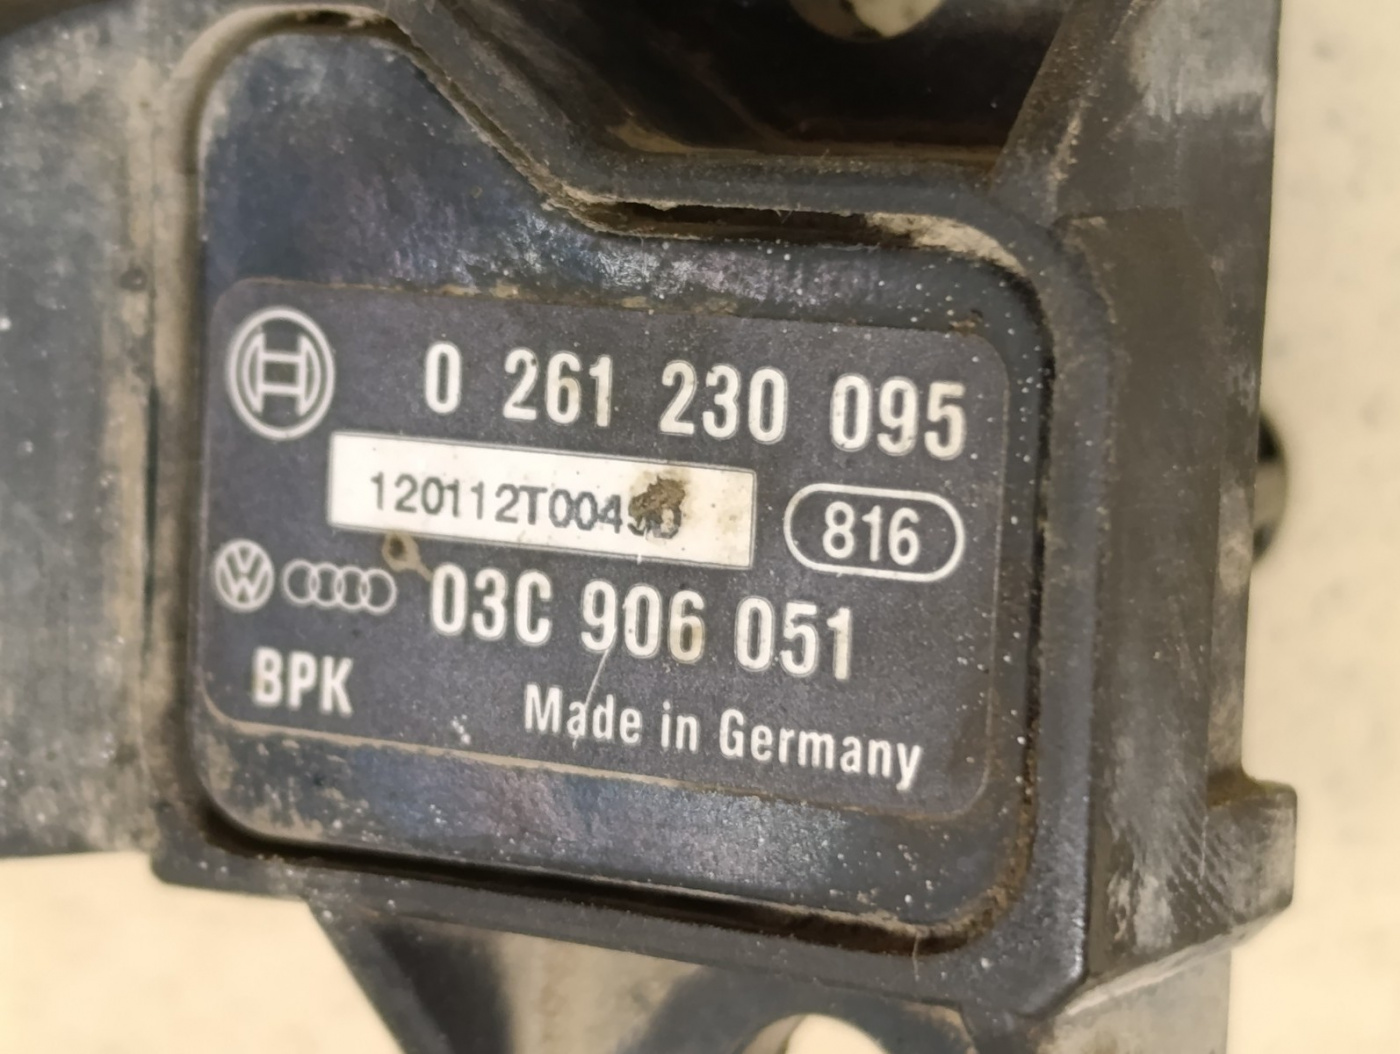 0 261 230 095
816
03C 906 051
BPK
Made in Germany